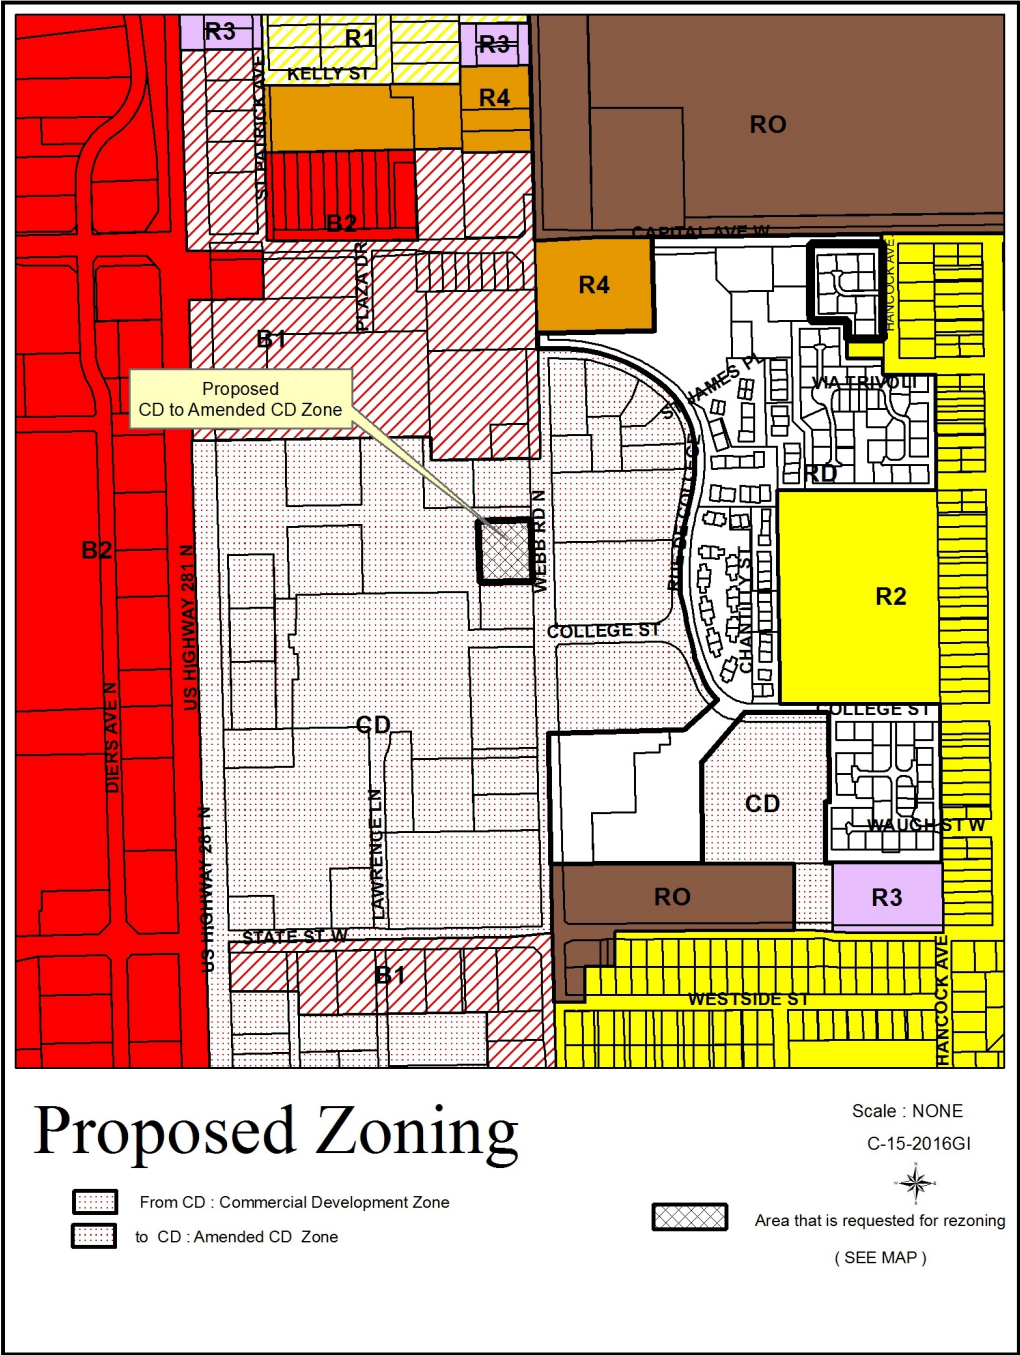 R3
R1
R3
KELLY ST
R4
RO
ST PATRICK AVE
B2
CAPITAL AVE W
PLAZA DR
R4
HANCOCK AVE
B1
Proposed
CD to Amended CD Zone
ST JAMES PL
VIA TRIVOLI
RD
RUE DE COLLEGE
WEBB RD N
B2
US HIGHWAY 281 N
R2
CHANTILLY ST
COLLEGE ST
DIERS AVE N
CD
COLLEGE ST
CD
LAWRENCE LN
WAUGH ST W
US HIGHWAY 281 N
RO
R3
STATE ST W
B1
WESTSIDE ST
HANCOCK AVE
Proposed Zoning
Scale : NONE
C-15-2016GI
From CD : Commercial Development Zone
to CD : Amended CD Zone
Area that is requested for rezoning
( SEE MAP )